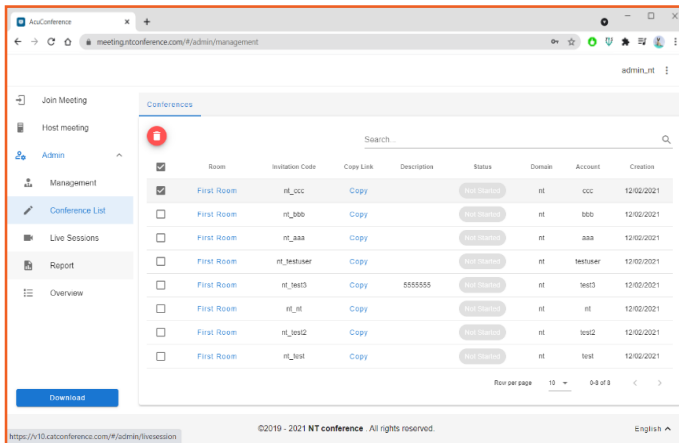 AcuConference
meeting.ntconference.com/#/admin/management
admin_nt
Join Meeting
Host meeting
Admin
Management
Conference List
Live Sessions
Report
Overview
Download
Conferences
Search...
Room Invitation Code Copy Link Description Status Domain Account Creation
First Room nt_ccc Copy Not Started nt ccc 12/02/2021
First Room nt_bbb Copy Not Started nt bbb 12/02/2021
First Room nt_aaa Copy Not Started nt aaa 12/02/2021
First Room nt_testuser Copy Not Started nt testuser 12/02/2021
First Room nt_test3 Copy 5555555 Not Started nt test3 12/02/2021
First Room nt_nt Copy Not Started nt nt 12/02/2021
First Room nt_test2 Copy Not Started nt test2 12/02/2021
First Room nt_test Copy Not Started nt test 12/02/2021
Row per page 10 0-8 of 8
©2019 - 2021 NT conference . All rights reserved.
English
https://v10.catconference.com/#/admin/livesession